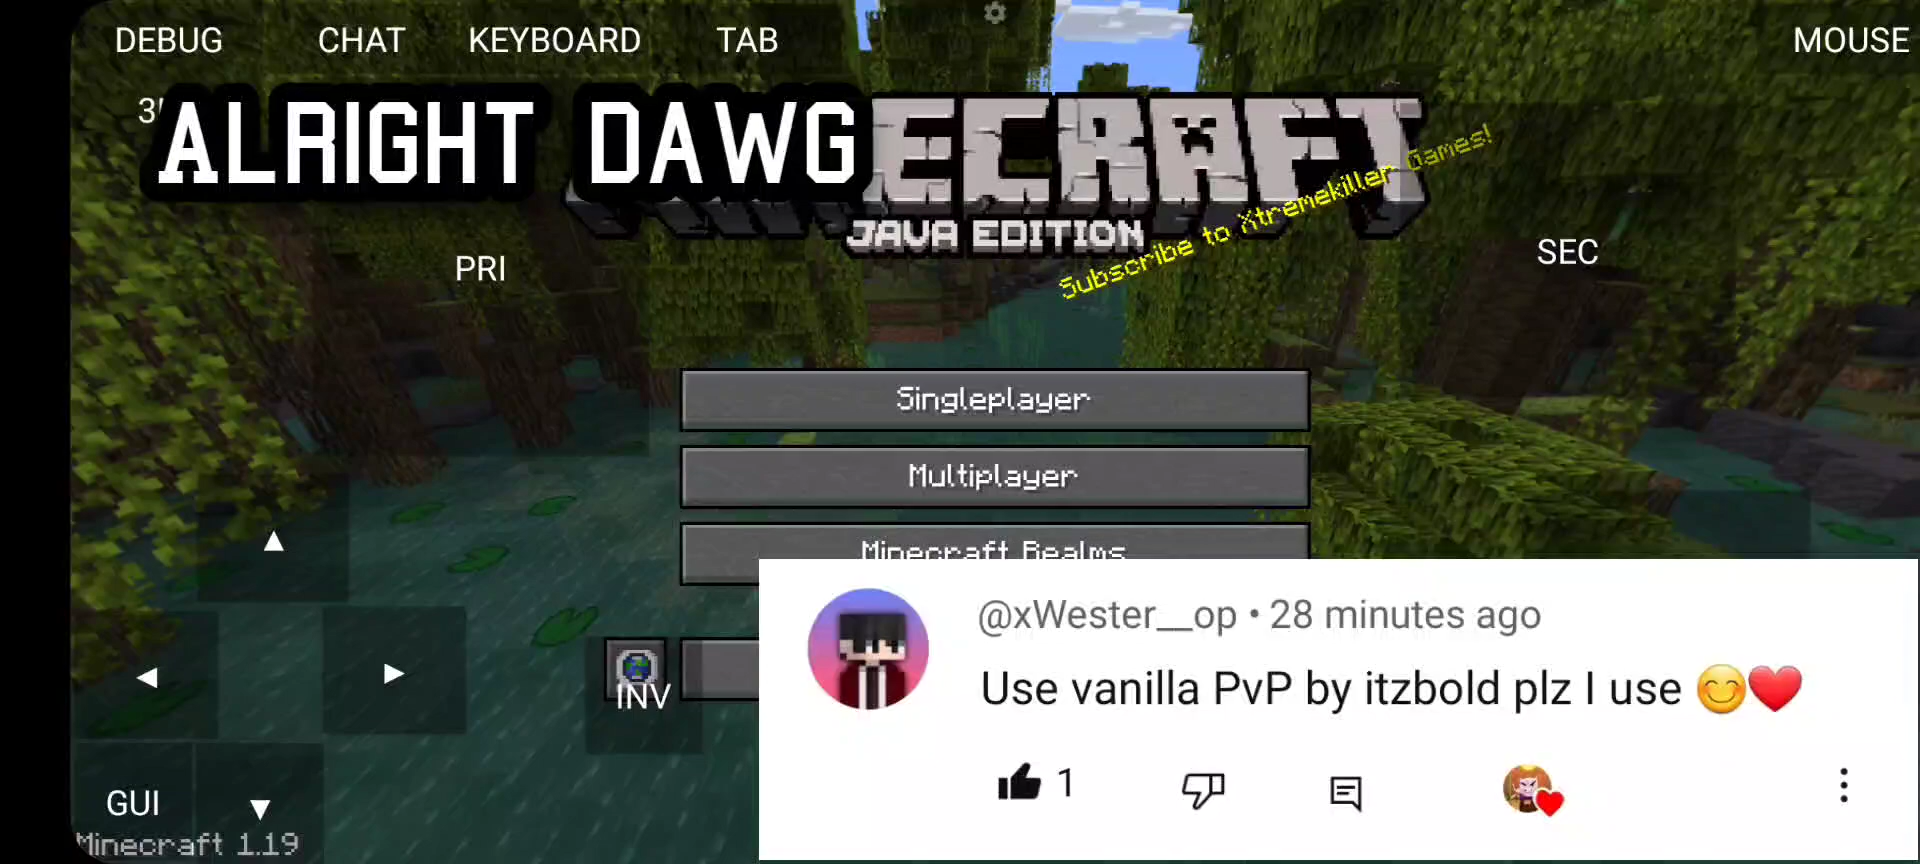 DEBUG CHAT KEYBOARD TAB MOUSE
ALRIGHT DAWG
ECRAFT
JAVA EDITION
Subscribe to Xtremekiller Games!
PRI
SEC
Singleplayer
Multiplayer
Minecraft Realms
@xWester__op • 28 minutes ago
Use vanilla PvP by itzbold plz I use 😊❤️
1
INV
GUI
Minecraft 1.19